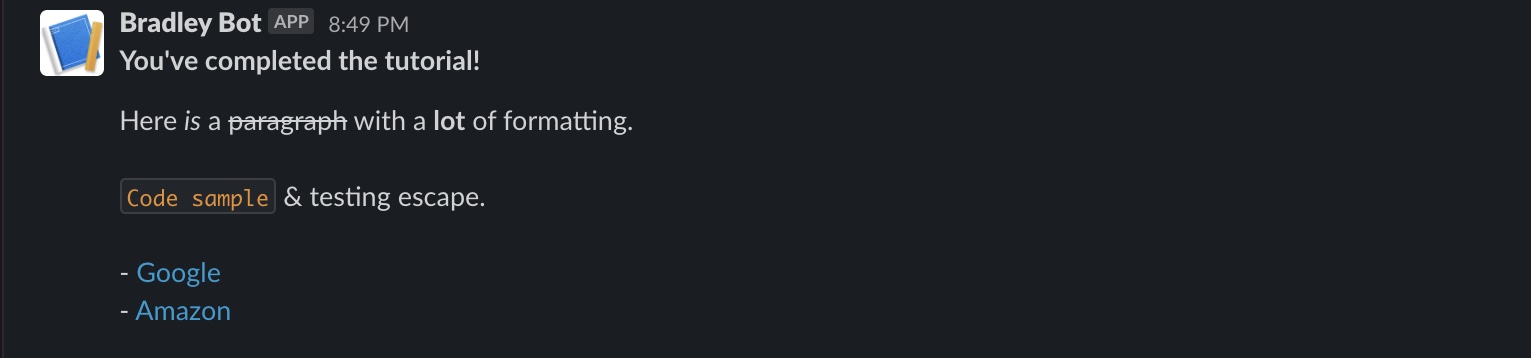 Bradley Bot APP 8:49 PM
You've completed the tutorial!
Here is a paragraph with a lot of formatting.
Code sample & testing escape.
- Google
- Amazon